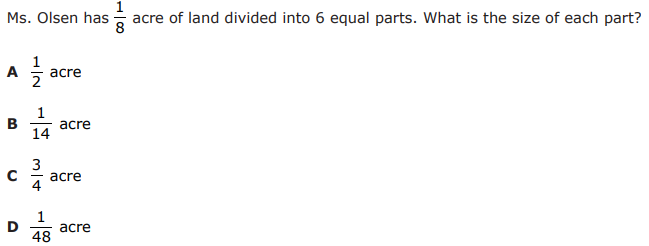 Ms. Olsen has 1/8 acre of land divided into 6 equal parts. What is the size of each part?
A 1/2 acre
B 1/14 acre
C 3/4 acre
D 1/48 acre